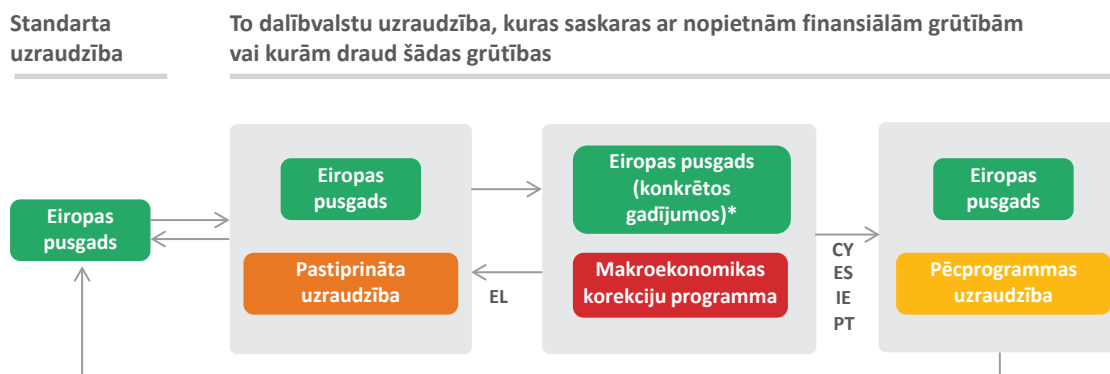 Standarta
uzraudzība
To dalībvalstu uzraudzība, kuras saskaras ar nopietnām finansiālām grūtībām
vai kurām draud šādas grūtības
Eiropas
pusgads
Eiropas
pusgads
Pastiprināta
uzraudzība
EL
Eiropas pusgads
(konkrētos
gadījumos)*
Makroekonomikas
korekciju programma
CY
ES
IE
PT
Eiropas
pusgads
Pēcprogrammas
uzraudzība